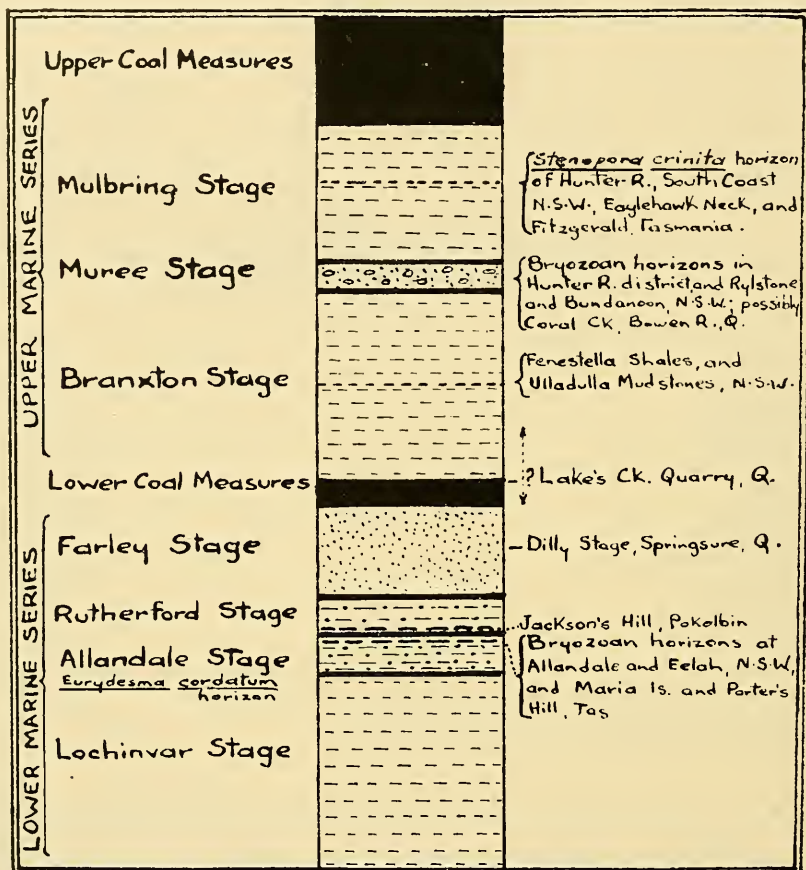 Upper Coal Measures
UPPER MARINE SERIES
Mulbring Stage
{Stenopora crinita horizon
of Hunter R., South Coast
N.S.W., Eaglehawk Neck, and
Fitzgerald, Tasmania.
Muree Stage
{Bryozoan horizons in
Hunter R. district, and Rylstone
and Bundanoon, N.S.W.; possibly
Coral Ck, Bowen R., Q.
Branxton Stage
{Fenestella Shales, and
Ulladulla Mudstones, N.S.W.
Lower Coal Measures
? Lake's Ck. Quarry, Q.
LOWER MARINE SERIES
Farley Stage
Dilly Stage, Springsure, Q.
Rutherford Stage
Jackson's Hill, Pokolbin
Allandale Stage
Eurydesma cordatum
horizon
{Bryozoan horizons at
Allandale and Eelah, N.S.W.,
and Maria Is. and Porter's
Hill, Tas
Lochinvar Stage